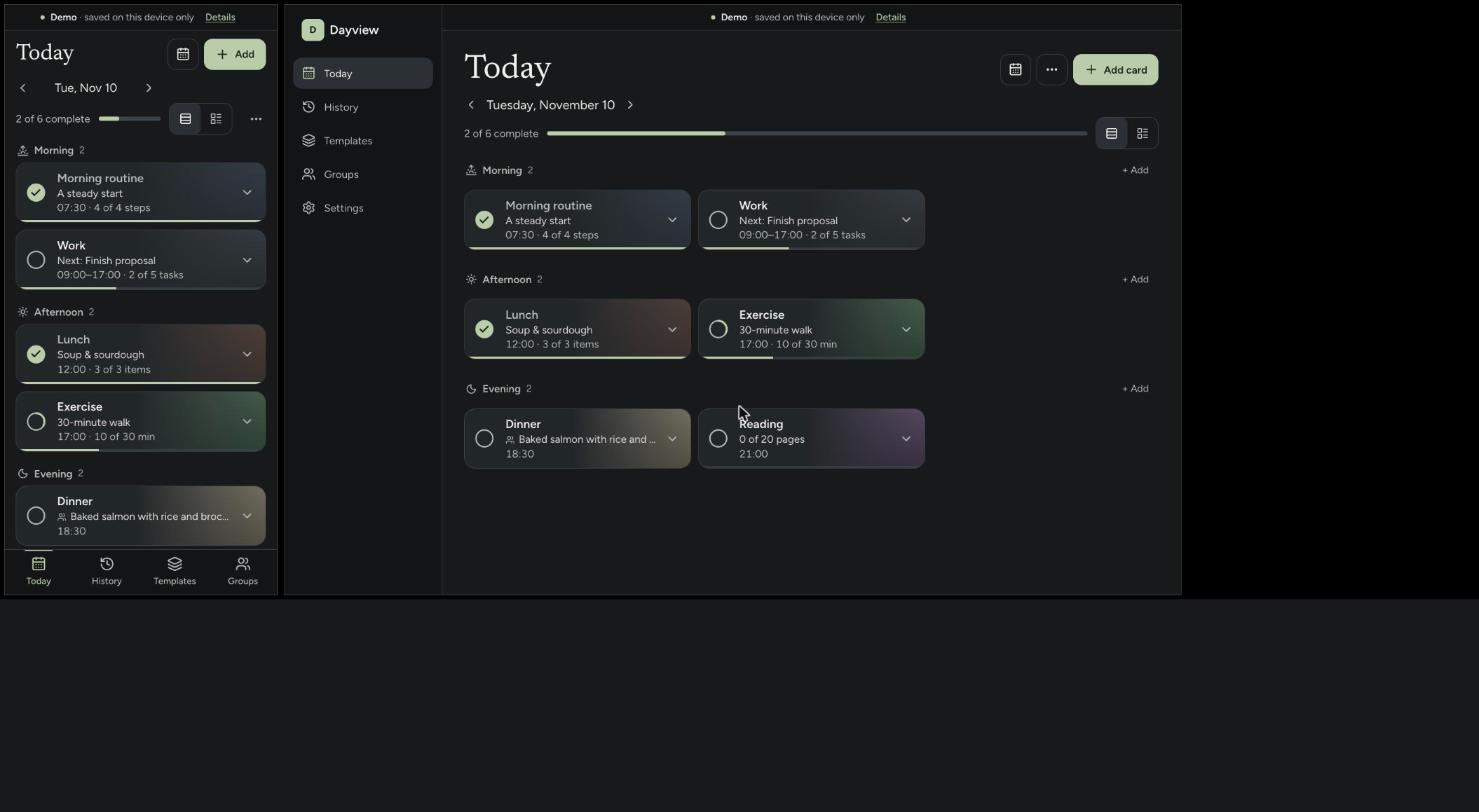 Demo · saved on this device only Details
Today
Add
Tue, Nov 10
2 of 6 complete
Morning 2
Morning routine
A steady start
07:30 · 4 of 4 steps
Work
Next: Finish proposal
09:00–17:00 · 2 of 5 tasks
Afternoon 2
Lunch
Soup & sourdough
12:00 · 3 of 3 items
Exercise
30-minute walk
17:00 · 10 of 30 min
Evening 2
Dinner
Baked salmon with rice and broc...
18:30
Today
History
Templates
Groups
D Dayview
Today
History
Templates
Groups
Settings
Demo · saved on this device only Details
Today
Add card
Tuesday, November 10
2 of 6 complete
Morning 2
+ Add
Morning routine
A steady start
07:30 · 4 of 4 steps
Work
Next: Finish proposal
09:00–17:00 · 2 of 5 tasks
Afternoon 2
+ Add
Lunch
Soup & sourdough
12:00 · 3 of 3 items
Exercise
30-minute walk
17:00 · 10 of 30 min
Evening 2
+ Add
Dinner
Baked salmon with rice and ...
18:30
Reading
0 of 20 pages
21:00